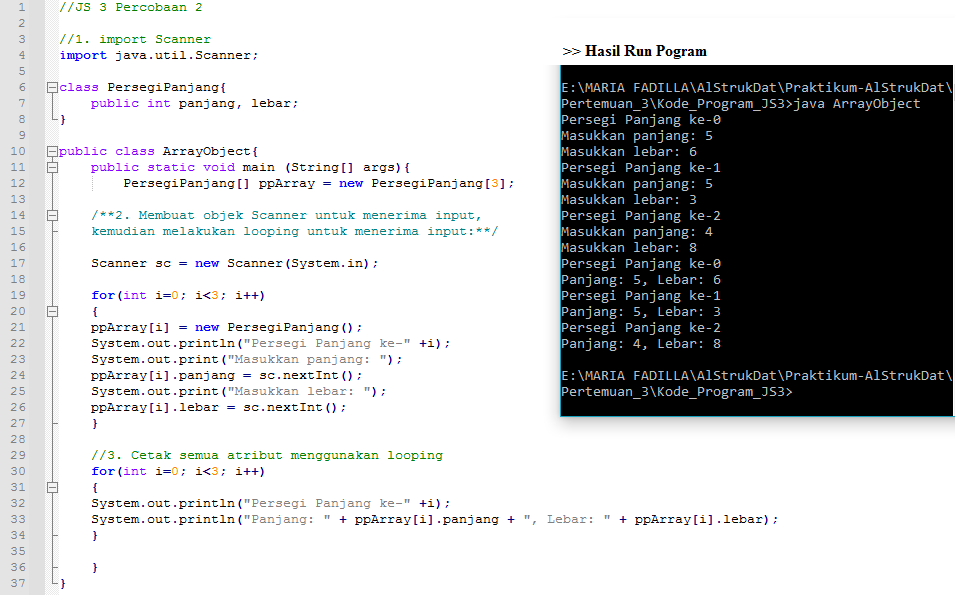 1 //JS 3 Percobaan 2
2
3 //1. import Scanner
4 import java.util.Scanner;
5
6 class PersegiPanjang{
7 public int panjang, lebar;
8 }
9
10 public class ArrayObject{
11 public static void main (String[] args){
12 PersegiPanjang[] ppArray = new PersegiPanjang[3];
13
14 /**2. Membuat objek Scanner untuk menerima input,
15 kemudian melakukan looping untuk menerima input:**/
16
17 Scanner sc = new Scanner(System.in);
18
19 for(int i=0; i<3; i++)
20 {
21 ppArray[i] = new PersegiPanjang();
22 System.out.println("Persegi Panjang ke-" +i);
23 System.out.print("Masukkan panjang: ");
24 ppArray[i].panjang = sc.nextInt();
25 System.out.print("Masukkan lebar: ");
26 ppArray[i].lebar = sc.nextInt();
27 }
28
29 //3. Cetak semua atribut menggunakan looping
30 for(int i=0; i<3; i++)
31 {
32 System.out.println("Persegi Panjang ke-" +i);
33 System.out.println("Panjang: " + ppArray[i].panjang + ", Lebar: " + ppArray[i].lebar);
34 }
35
36 }
37 }
>> Hasil Run Pogram
E:\MARIA FADILLA\AlStrukDat\Praktikum-AlStrukDat\
Pertemuan_3\Kode_Program_JS3>java ArrayObject
Persegi Panjang ke-0
Masukkan panjang: 5
Masukkan lebar: 6
Persegi Panjang ke-1
Masukkan panjang: 5
Masukkan lebar: 3
Persegi Panjang ke-2
Masukkan panjang: 4
Masukkan lebar: 8
Persegi Panjang ke-0
Panjang: 5, Lebar: 6
Persegi Panjang ke-1
Panjang: 5, Lebar: 3
Persegi Panjang ke-2
Panjang: 4, Lebar: 8
E:\MARIA FADILLA\AlStrukDat\Praktikum-AlStrukDat\
Pertemuan_3\Kode_Program_JS3>